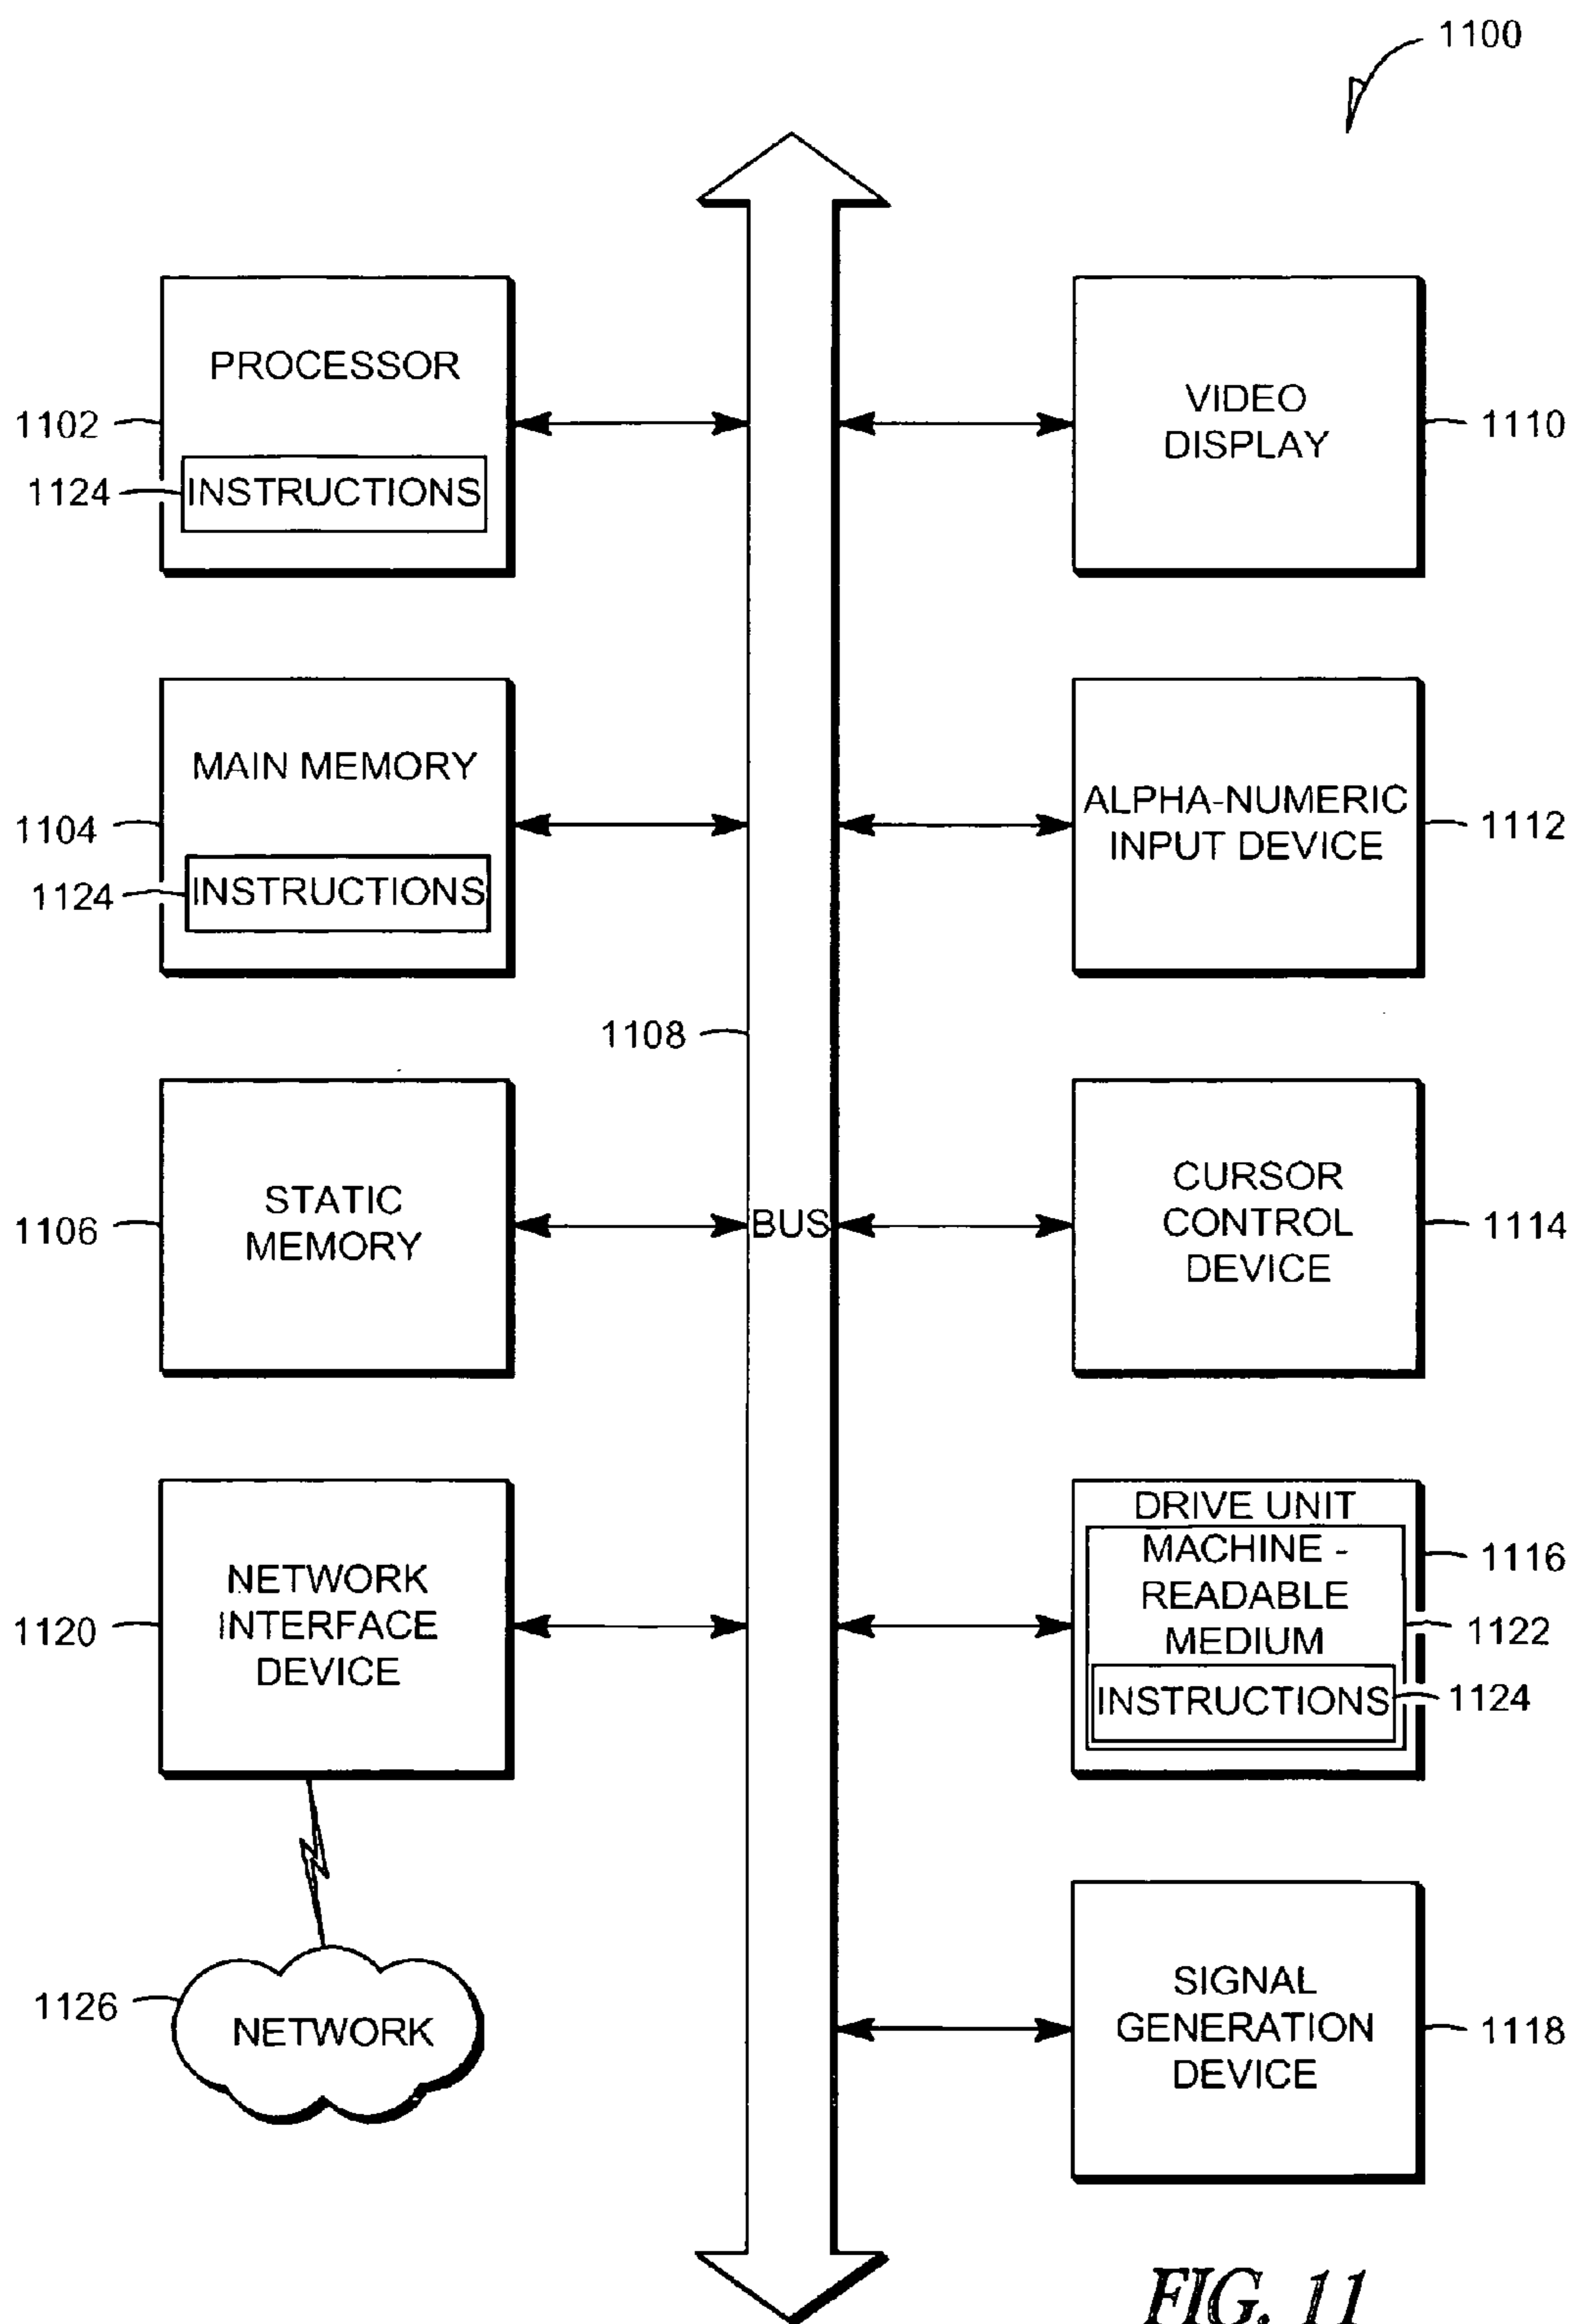 1100
PROCESSOR
1102
1124
INSTRUCTIONS
VIDEO
DISPLAY
1110
MAIN MEMORY
1104
1124
INSTRUCTIONS
ALPHA-NUMERIC
INPUT DEVICE
1112
1108
STATIC
MEMORY
1106
BUS
CURSOR
CONTROL
DEVICE
1114
NETWORK
INTERFACE
DEVICE
1120
DRIVE UNIT
1116
MACHINE -
READABLE
MEDIUM
1122
INSTRUCTIONS
1124
1126
NETWORK
SIGNAL
GENERATION
DEVICE
1118
FIG. 11